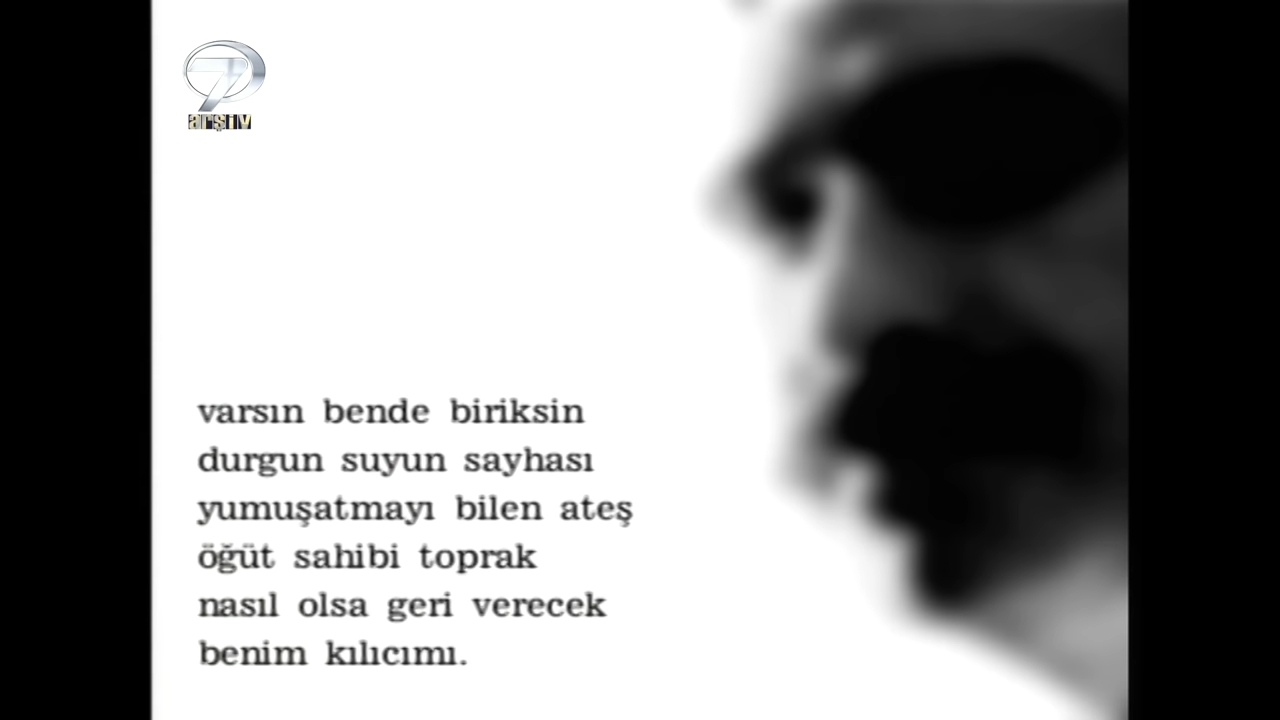 7
arşiv
varsın bende biriksin
durgun suyun sayhası
yumuşatmayı bilen ateş
öğüt sahibi toprak
nasıl olsa geri verecek
benim kılıcımı.